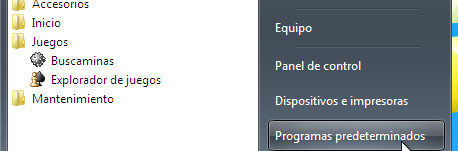 Accesorios
Inicio
Juegos
Buscaminas
Explorador de juegos
Mantenimiento
Equipo
Panel de control
Dispositivos e impresoras
Programas predeterminados